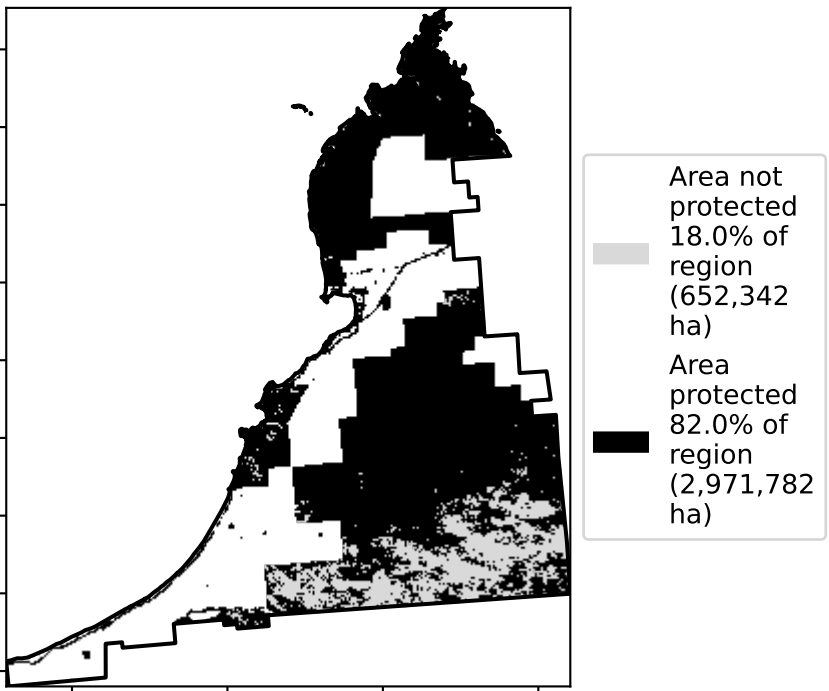 Area not
protected
18.0% of
region
(652,342
ha)
Area
protected
82.0% of
region
(2,971,782
ha)